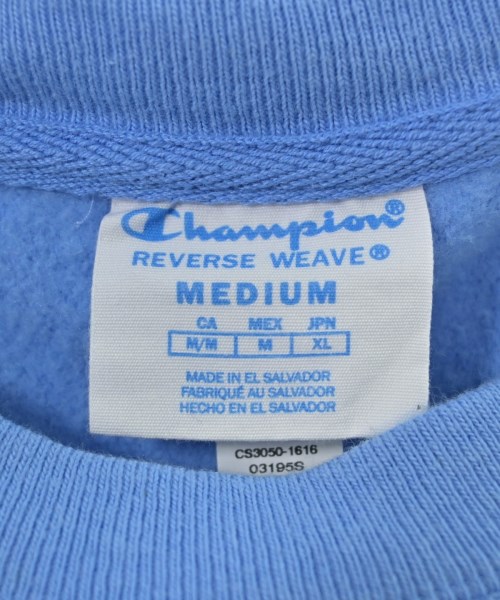 Champion®
REVERSE WEAVE®
MEDIUM
CA MEX JPN
M/M M XL
MADE IN EL SALVADOR
FABRIQUÉ AU SALVADOR
HECHO EN EL SALVADOR
CS3050-1616
03195S